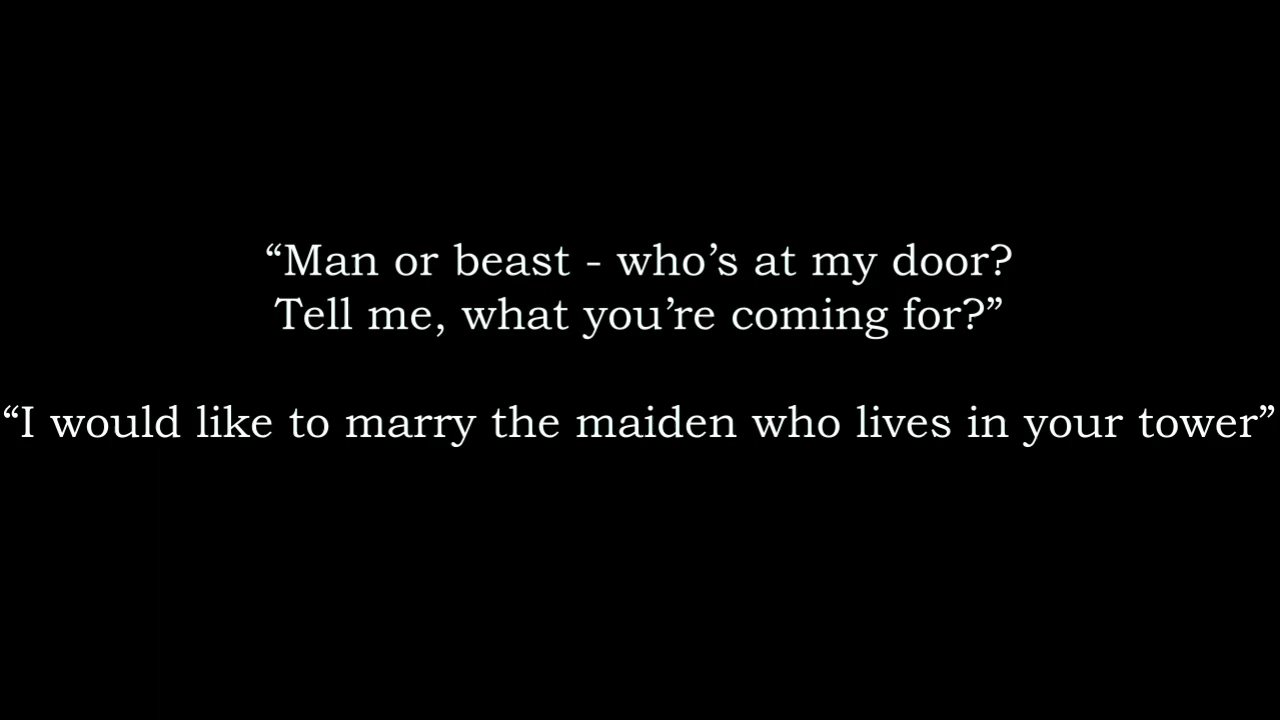 “Man or beast - who’s at my door?
Tell me, what you’re coming for?”
“I would like to marry the maiden who lives in your tower”